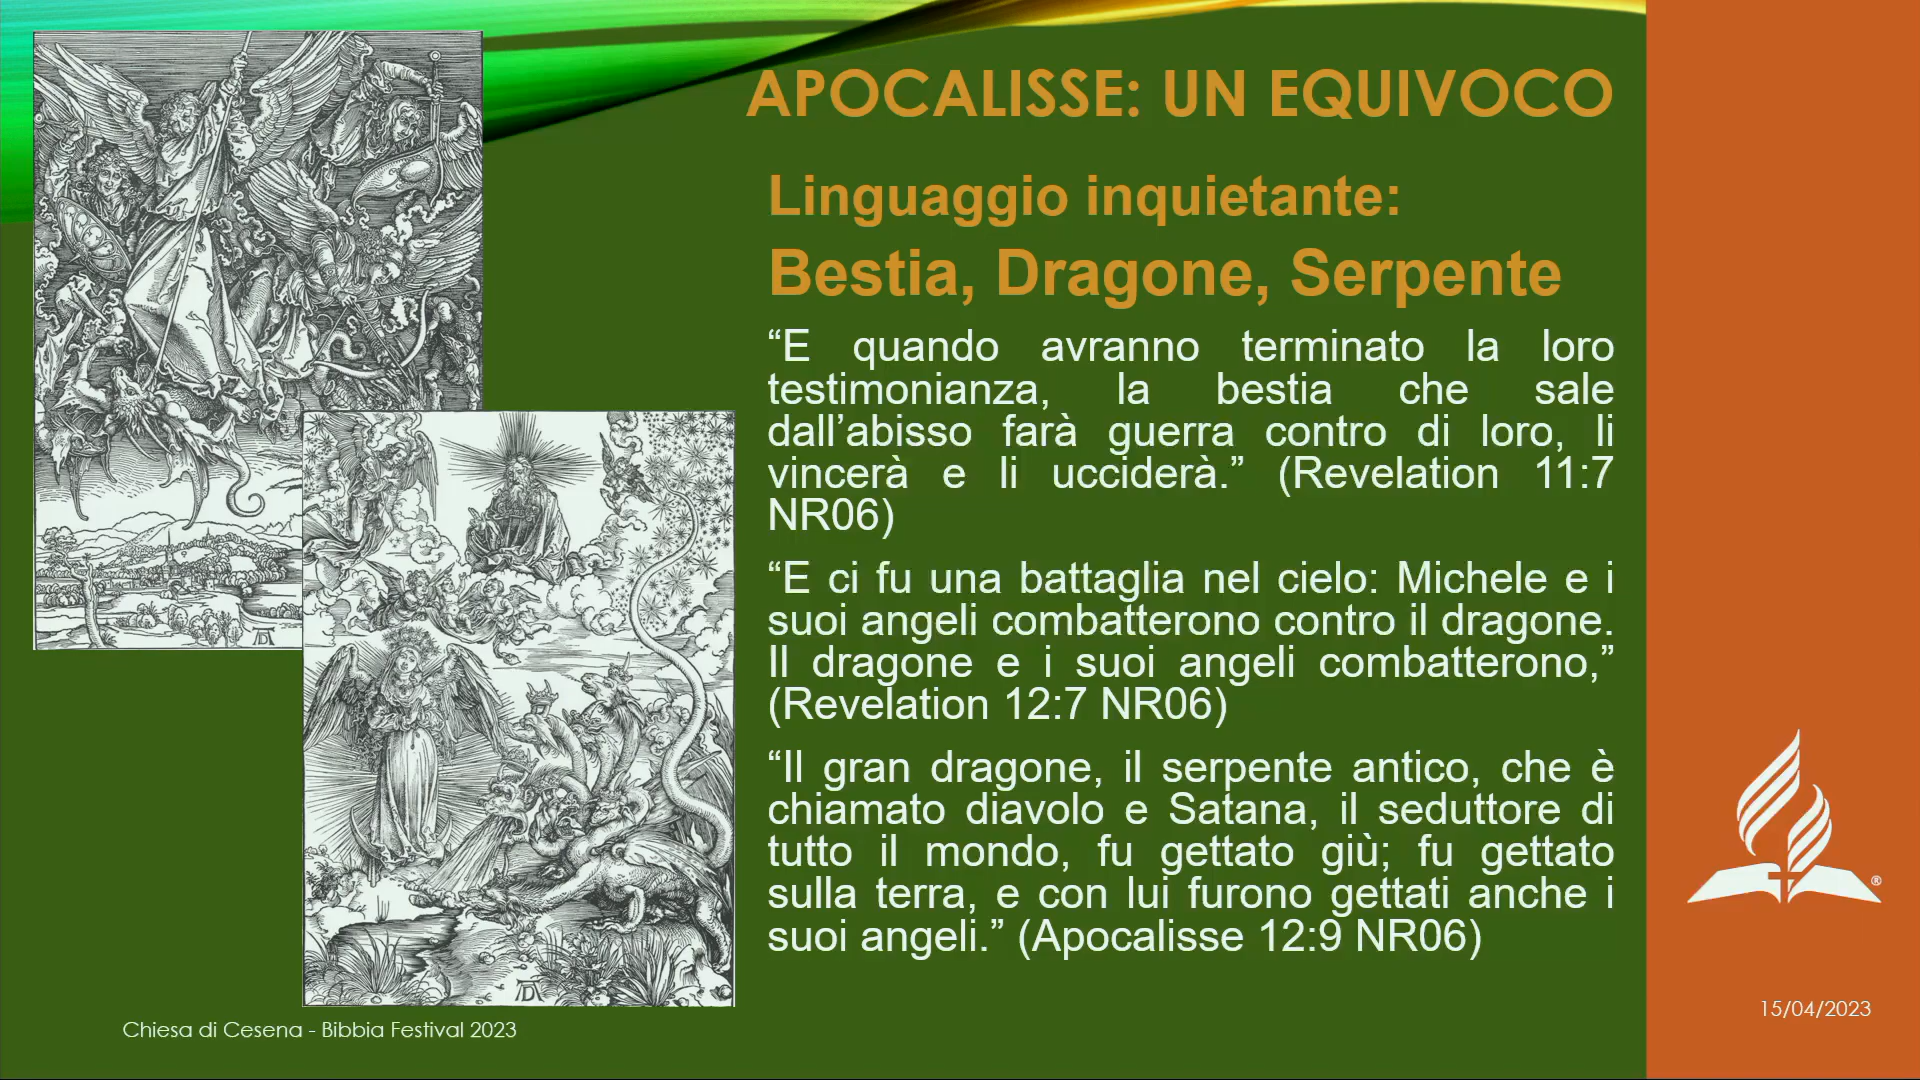 APOCALISSE: UN EQUIVOCO
Linguaggio inquietante:
Bestia, Dragone, Serpente
“E quando avranno terminato la loro
testimonianza, la bestia che sale
dall’abisso farà guerra contro di loro, li
vincerà e li ucciderà.” (Revelation 11:7
NR06)
“E ci fu una battaglia nel cielo: Michele e i
suoi angeli combatterono contro il dragone.
Il dragone e i suoi angeli combatterono,”
(Revelation 12:7 NR06)
“Il gran dragone, il serpente antico, che è
chiamato diavolo e Satana, il seduttore di
tutto il mondo, fu gettato giù; fu gettato
sulla terra, e con lui furono gettati anche i
suoi angeli.” (Apocalisse 12:9 NR06)
AD
AD
®
15/04/2023
Chiesa di Cesena - Bibbia Festival 2023